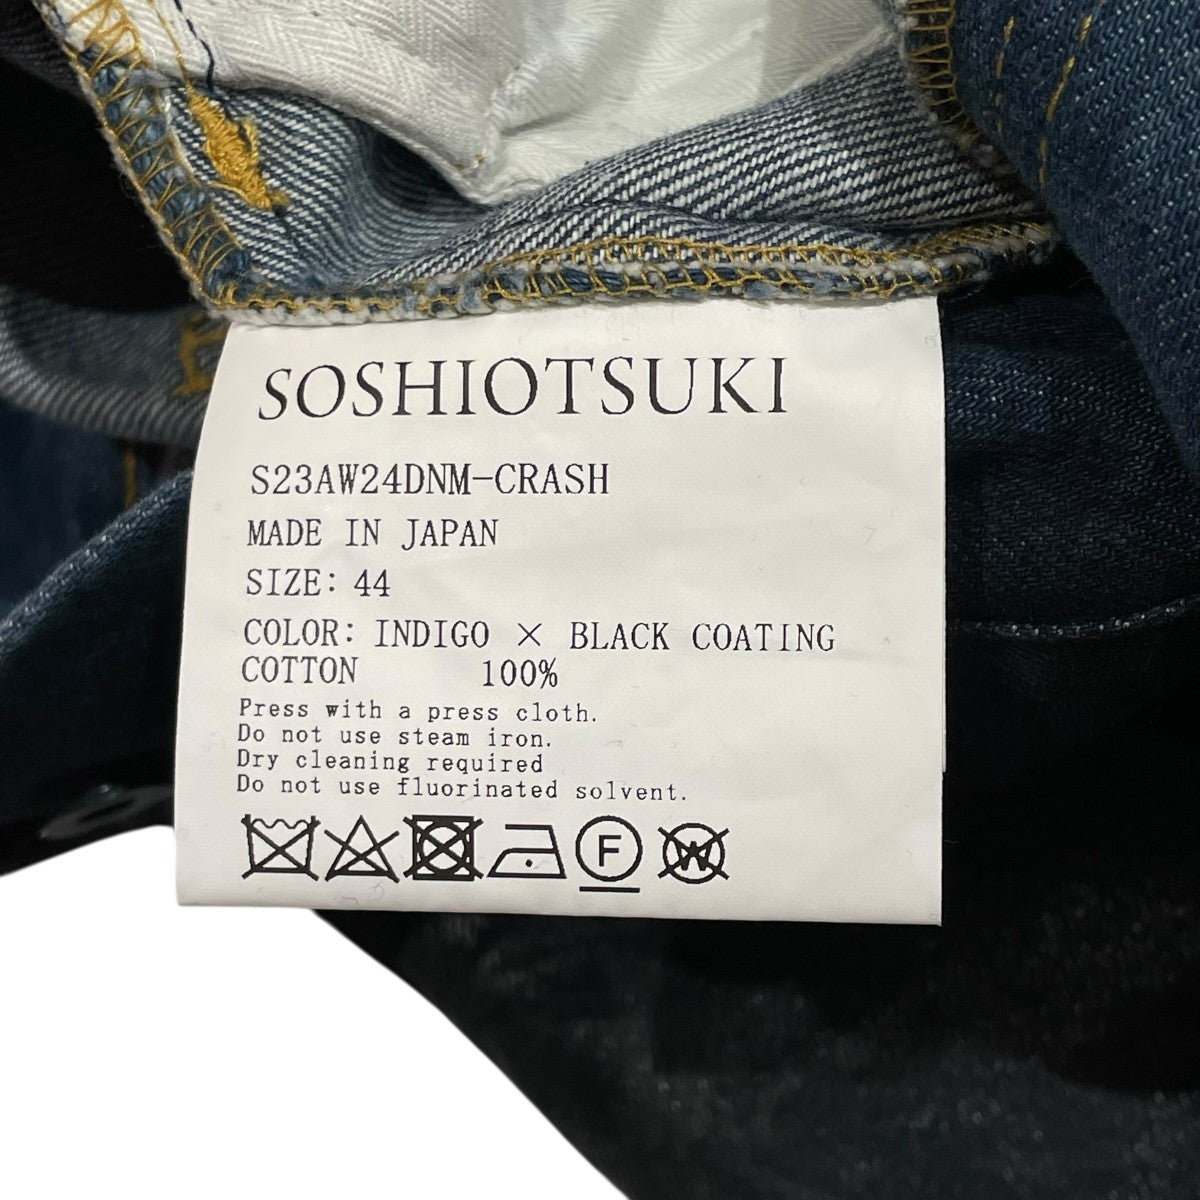 SOSHIOTSUKI
S23AW24DNM-CRASH
MADE IN JAPAN
SIZE: 44
COLOR: INDIGO × BLACK COATING
COTTON 100%
Press with a press cloth.
Do not use steam iron.
Dry cleaning required
Do not use fluorinated solvent.
F W